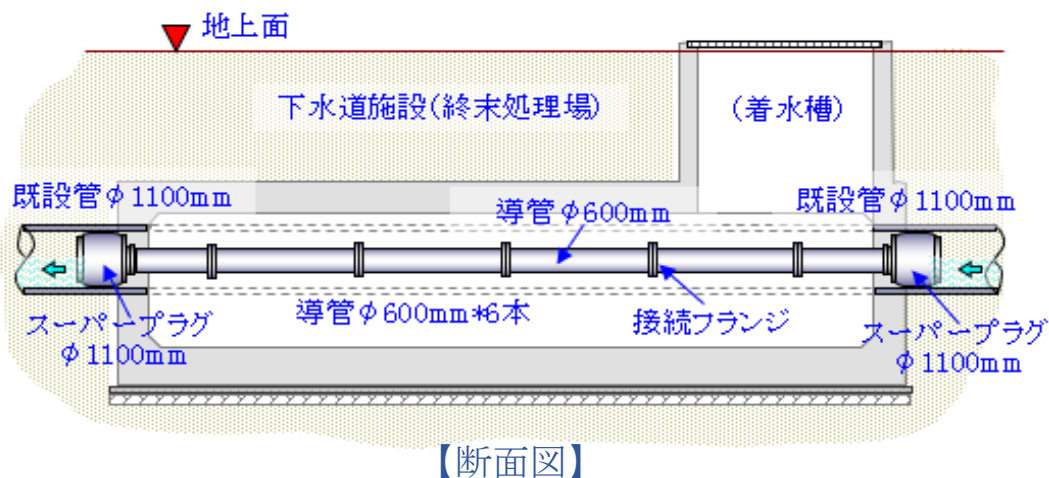 地上面
下水道施設(終末処理場)
(着水槽)
既設管φ1100mm
導管φ600mm
既設管φ1100mm
導管φ600mm*6本
接続フランジ
スーパープラグ
φ1100mm
スーパープラグ
φ1100mm
【断面図】